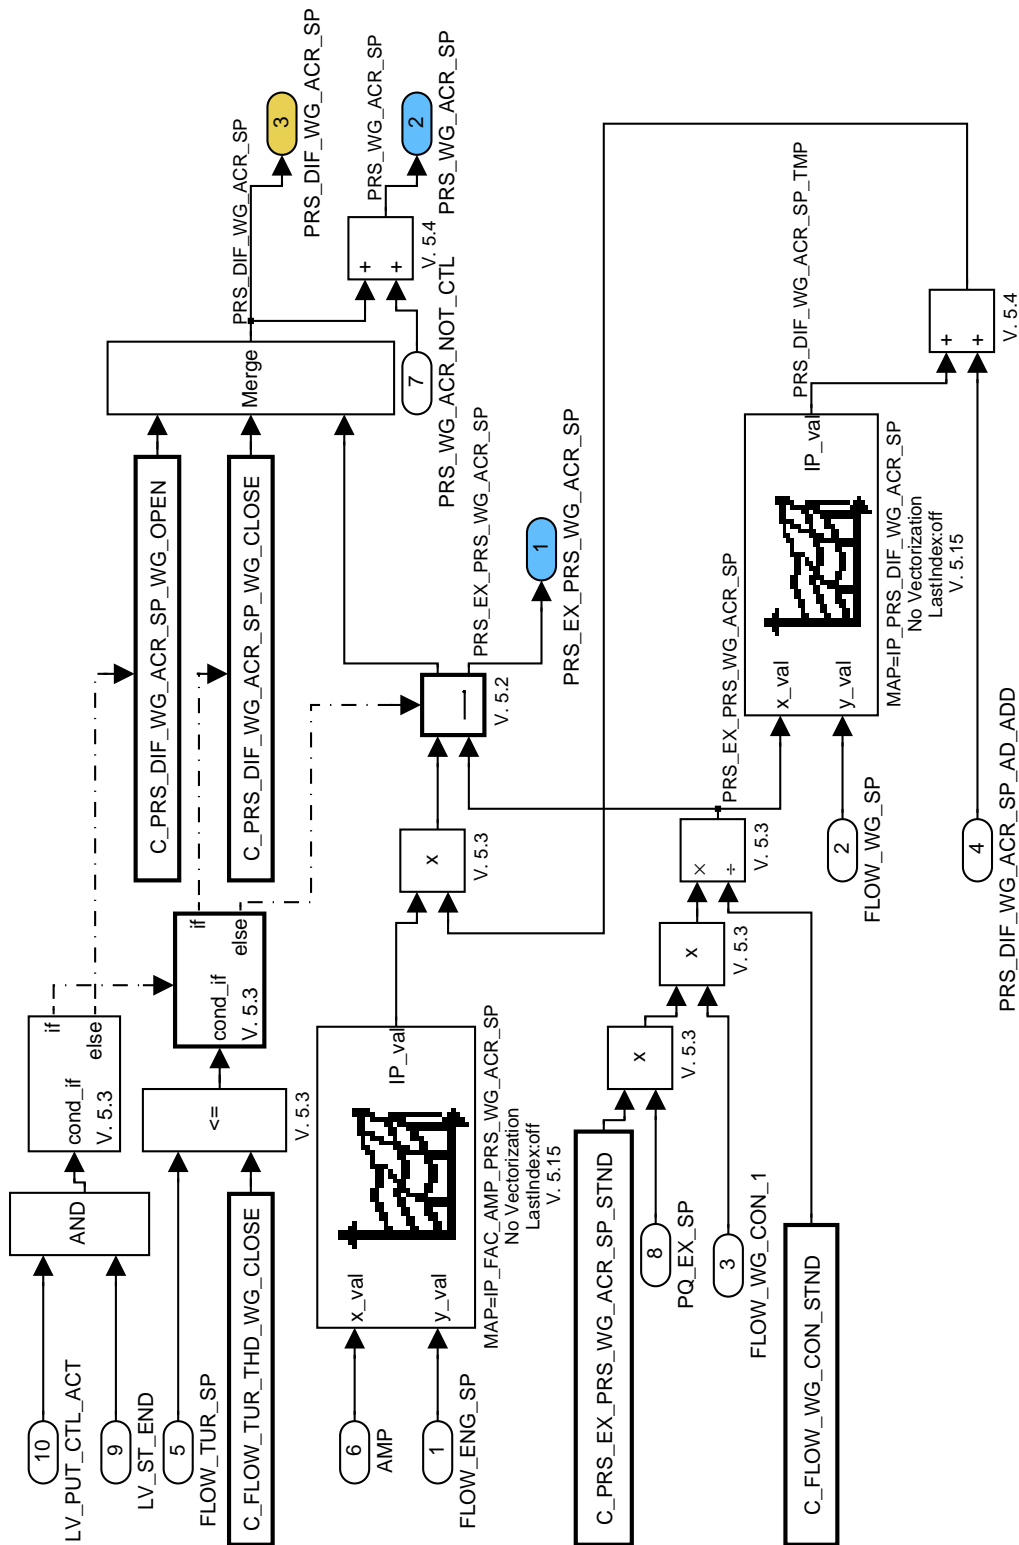 10
LV_PUT_CTL_ACT
9
LV_ST_END
AND
cond_if
if
else
V. 5.3
5
FLOW_TUR_SP
C_FLOW_TUR_THD_WG_CLOSE
<=
V. 5.3
cond_if
if
else
V. 5.3
C_PRS_DIF_WG_ACR_SP_WG_OPEN
C_PRS_DIF_WG_ACR_SP_WG_CLOSE
Merge
PRS_DIF_WG_ACR_SP
3
PRS_DIF_WG_ACR_SP
7
PRS_WG_ACR_NOT_CTL
+
+
V. 5.4
PRS_WG_ACR_SP
2
PRS_WG_ACR_SP
6
AMP
1
FLOW_ENG_SP
x_val
y_val
IP_val
MAP=IP_FAC_AMP_PRS_WG_ACR_SP
No Vectorization
LastIndex:off
V. 5.15
x
V. 5.3
V. 5.2
PRS_EX_PRS_WG_ACR_SP
1
PRS_EX_PRS_WG_ACR_SP
C_PRS_EX_PRS_WG_ACR_SP_STND
8
PQ_EX_SP
x
V. 5.3
3
FLOW_WG_CON_1
x
V. 5.3
C_FLOW_WG_CON_STND
×
÷
V. 5.3
PRS_EX_PRS_WG_ACR_SP
2
FLOW_WG_SP
x_val
y_val
IP_val
MAP=IP_PRS_DIF_WG_ACR_SP
No Vectorization
LastIndex:off
V. 5.15
PRS_DIF_WG_ACR_SP_TMP
4
PRS_DIF_WG_ACR_SP_AD_ADD
+
+
V. 5.4